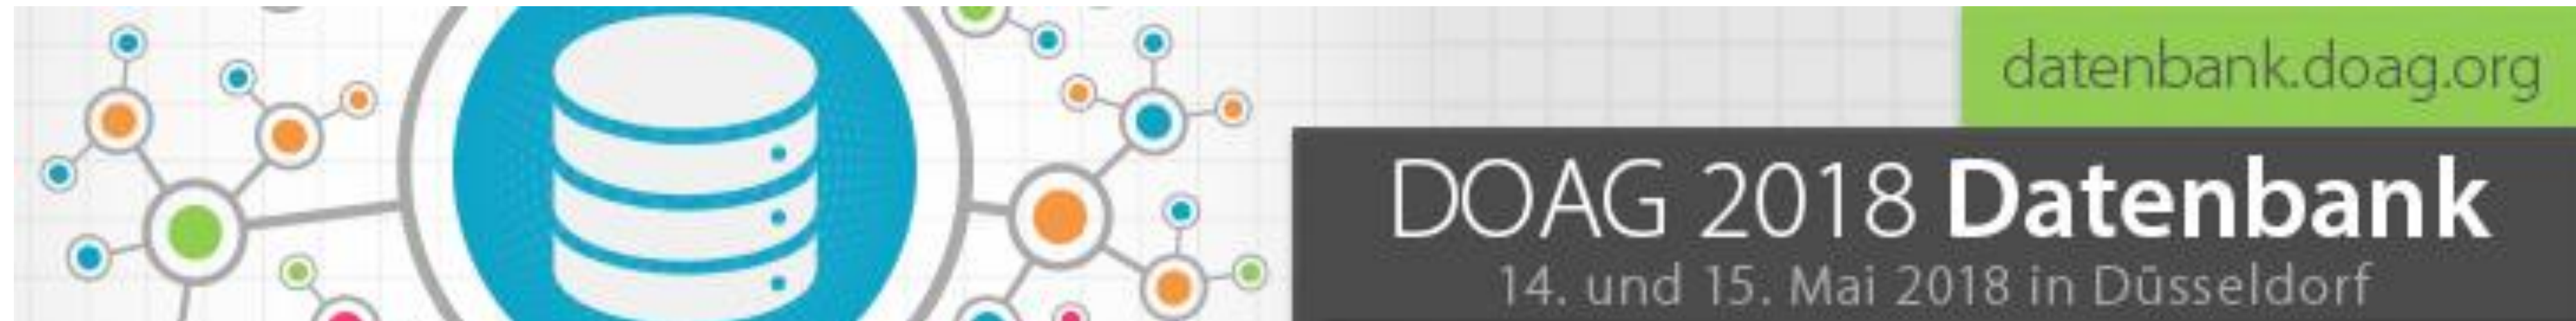 datenbank.doag.org
DOAG 2018 Datenbank
14. und 15. Mai 2018 in Düsseldorf